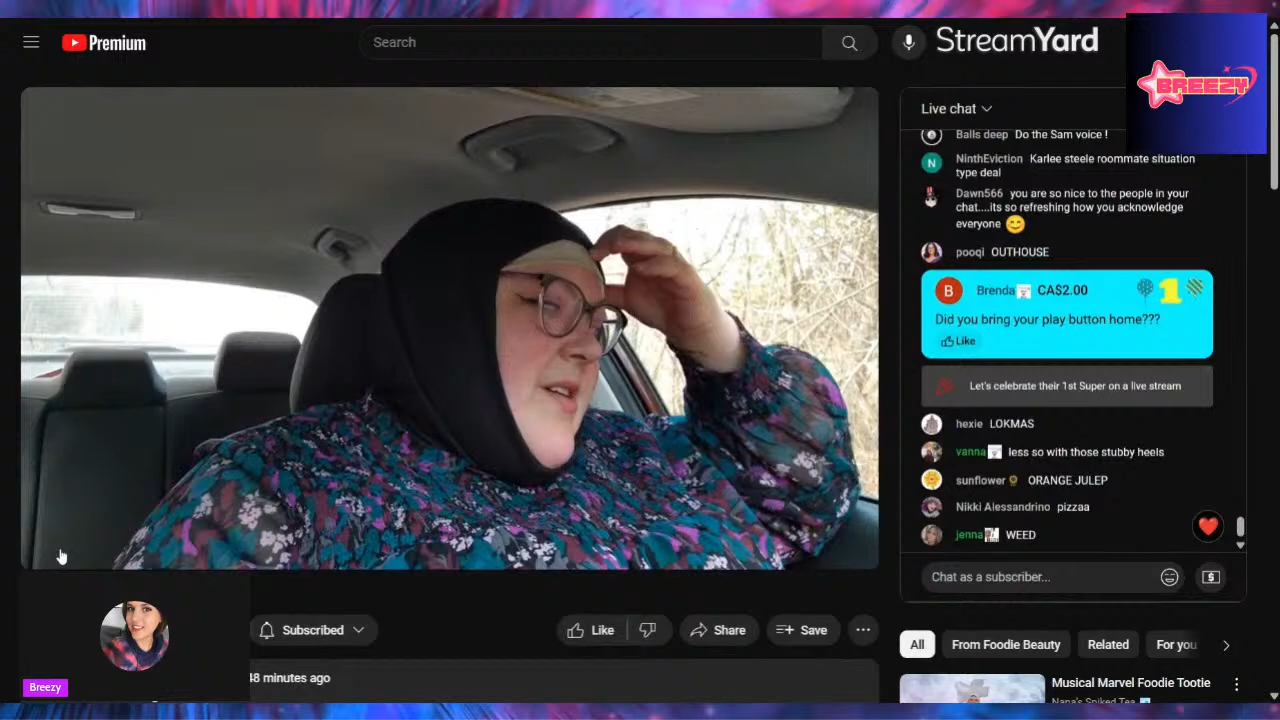 Premium
Search
StreamYard
BREEZY
Live chat
Balls deep Do the Sam voice !
N
NinthEviction Karlee steele roommate situation
type deal
Dawn566 you are so nice to the people in your
chat....its so refreshing how you acknowledge
everyone
pooqi OUTHOUSE
B
Brenda CA$2.00
1
Did you bring your play button home???
Like
Let's celebrate their 1st Super on a live stream
hexie LOKMAS
vanna less so with those stubby heels
sunflower ORANGE JULEP
Nikki Alessandrino pizzaa
jenna WEED
Chat as a subscriber...
Subscribed
Like
Share
Save
All
From Foodie Beauty
Related
For you
Breezy
48 minutes ago
Musical Marvel Foodie Tootie
Nana's Spiked Tea